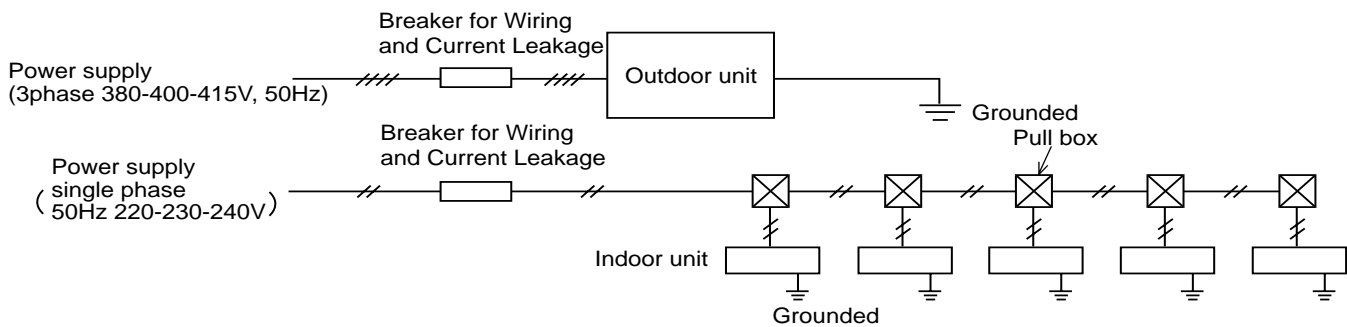 Breaker for Wiring
and Current Leakage
Power supply
(3phase 380-400-415V, 50Hz)
Outdoor unit
Grounded
Pull box
Breaker for Wiring
and Current Leakage
Power supply
single phase
(50Hz 220-230-240V)
Indoor unit
Grounded